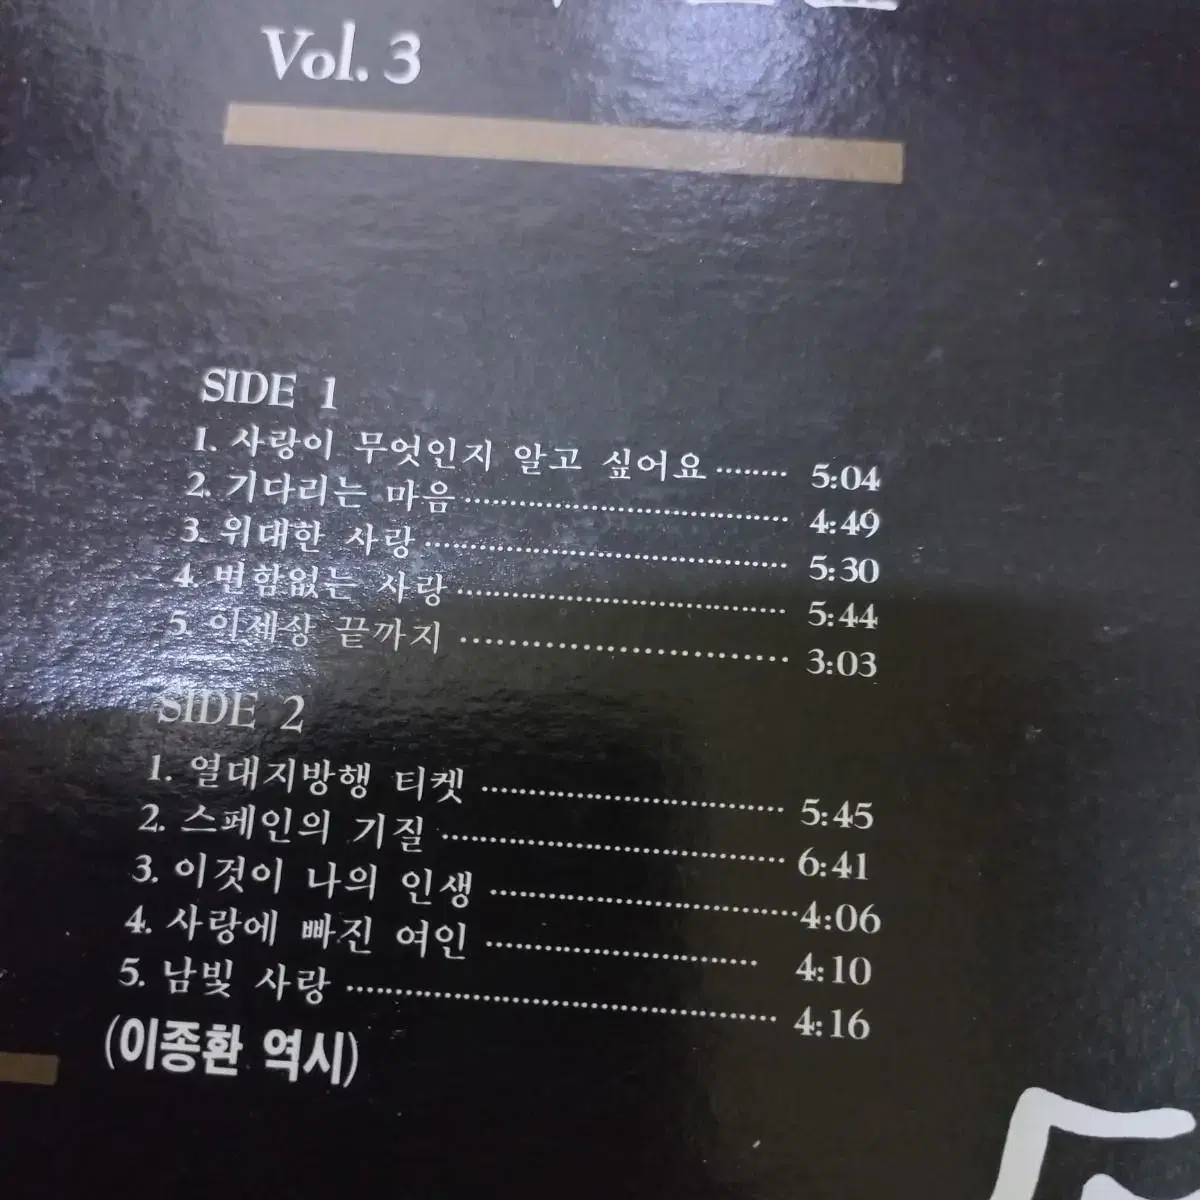 Vol. 3
SIDE 1
1. 사랑이 무엇인지 알고 싶어요 ········ 5:04
2. 기다리는 마음 ································ 4:49
3. 위대한 사랑 ···································· 5:30
4. 변함없는 사랑 ································ 5:44
5. 이세상 끝까지 ································ 3:03
SIDE 2
1. 열대지방행 티켓 ······························ 5:45
2. 스페인의 기질 ·································· 6:41
3. 이것이 나의 인생 ······························ 4:06
4. 사랑에 빠진 여인 ·························· 4:10
5. 남빛 사랑 ·········································· 4:16
(이종환 역시)